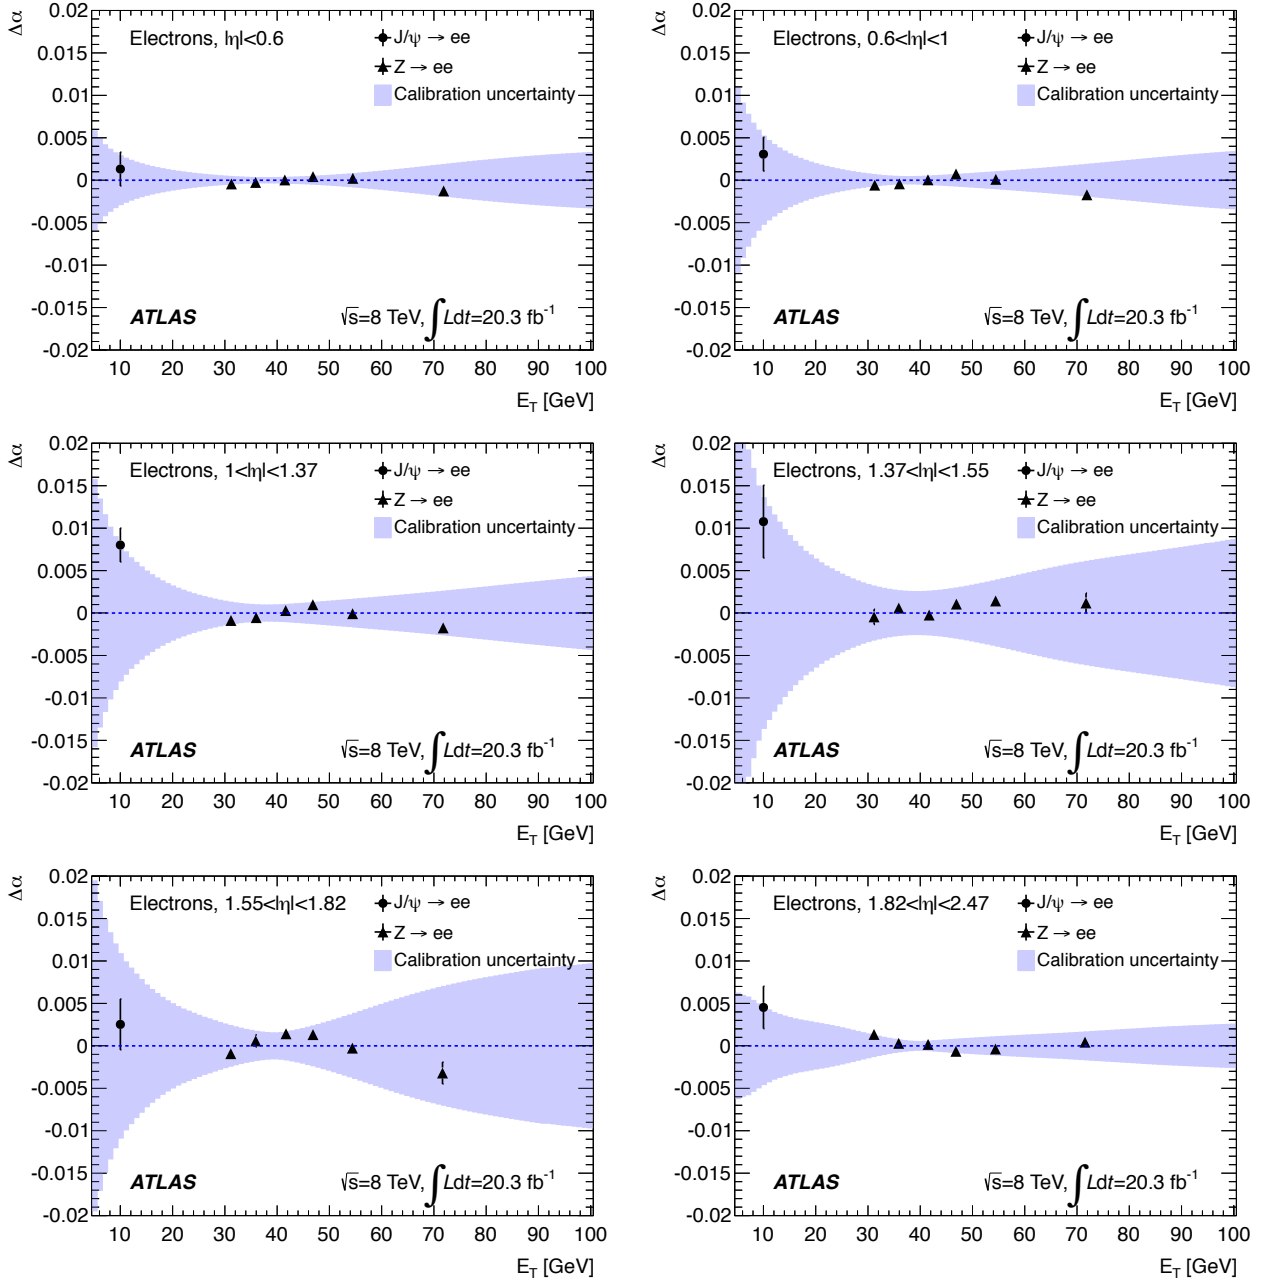 Δα
0.02
Electrons, |η|<0.6
J/ψ → ee
0.015
Z → ee
0.01
Calibration uncertainty
0.005
0
-0.005
-0.01
-0.015
ATLAS
√s=8 TeV, ∫Ldt=20.3 fb⁻¹
-0.02
10 20 30 40 50 60 70 80 90 100
E_T [GeV]
Δα
0.02
Electrons, 0.6<|η|<1
J/ψ → ee
0.015
Z → ee
0.01
Calibration uncertainty
0.005
0
-0.005
-0.01
-0.015
ATLAS
√s=8 TeV, ∫Ldt=20.3 fb⁻¹
-0.02
10 20 30 40 50 60 70 80 90 100
E_T [GeV]
Δα
0.02
Electrons, 1<|η|<1.37
J/ψ → ee
0.015
Z → ee
0.01
Calibration uncertainty
0.005
0
-0.005
-0.01
-0.015
ATLAS
√s=8 TeV, ∫Ldt=20.3 fb⁻¹
-0.02
10 20 30 40 50 60 70 80 90 100
E_T [GeV]
Δα
0.02
Electrons, 1.37<|η|<1.55
J/ψ → ee
0.015
Z → ee
0.01
Calibration uncertainty
0.005
0
-0.005
-0.01
-0.015
ATLAS
√s=8 TeV, ∫Ldt=20.3 fb⁻¹
-0.02
10 20 30 40 50 60 70 80 90 100
E_T [GeV]
Δα
0.02
Electrons, 1.55<|η|<1.82
J/ψ → ee
0.015
Z → ee
0.01
Calibration uncertainty
0.005
0
-0.005
-0.01
-0.015
ATLAS
√s=8 TeV, ∫Ldt=20.3 fb⁻¹
-0.02
10 20 30 40 50 60 70 80 90 100
E_T [GeV]
Δα
0.02
Electrons, 1.82<|η|<2.47
J/ψ → ee
0.015
Z → ee
0.01
Calibration uncertainty
0.005
0
-0.005
-0.01
-0.015
ATLAS
√s=8 TeV, ∫Ldt=20.3 fb⁻¹
-0.02
10 20 30 40 50 60 70 80 90 100
E_T [GeV]